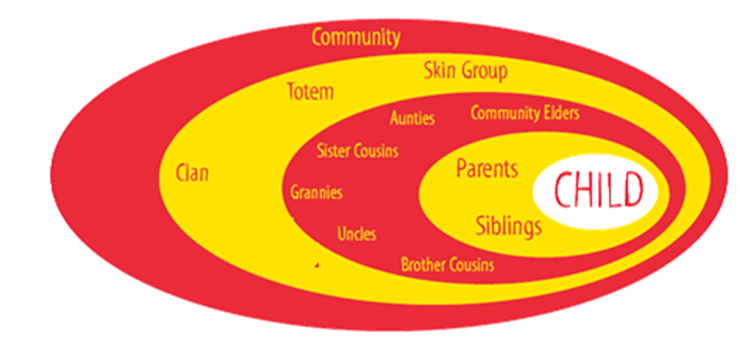 Community
Skin Group
Totem
Aunties
Community Elders
Sister Cousins
Parents
Clan
CHILD
Grannies
Siblings
Uncles
Brother Cousins